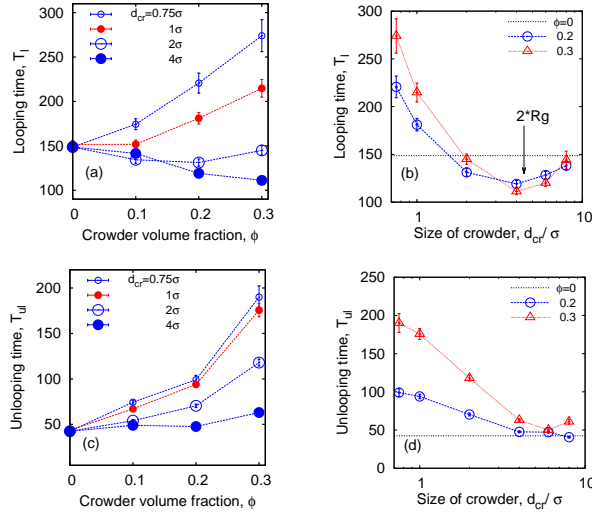 d_cr=0.75σ
1σ
2σ
4σ
300
250
200
150
100
0 0.1 0.2 0.3
Looping time, T_l
(a)
Crowder volume fraction, ϕ
ϕ=0
0.2
0.3
2*Rg
300
250
200
150
100
1 10
Looping time, T_l
(b)
Size of crowder, d_cr/ σ
d_cr=0.75σ
1σ
2σ
4σ
200
150
100
50
0 0.1 0.2 0.3
Unlooping time, T_ul
(c)
Crowder volume fraction, ϕ
ϕ=0
0.2
0.3
250
200
150
100
50
0
1 10
Unlooping time, T_ul
(d)
Size of crowder, d_cr/ σ